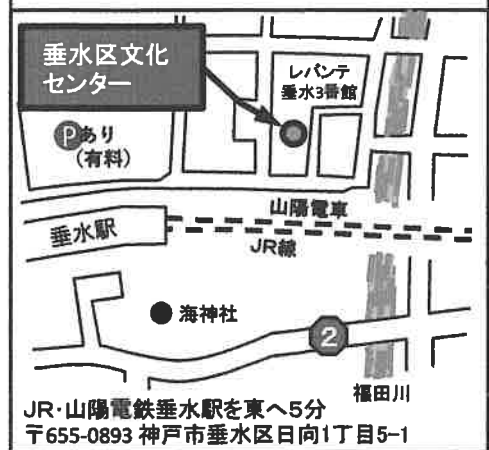 垂水区文化
センター
レバンテ
垂水3番館
Pあり
(有料)
山陽電車
垂水駅
JR線
海神社
2
福田川
JR・山陽電鉄垂水駅を東へ5分
〒655-0893 神戸市垂水区日向1丁目5-1